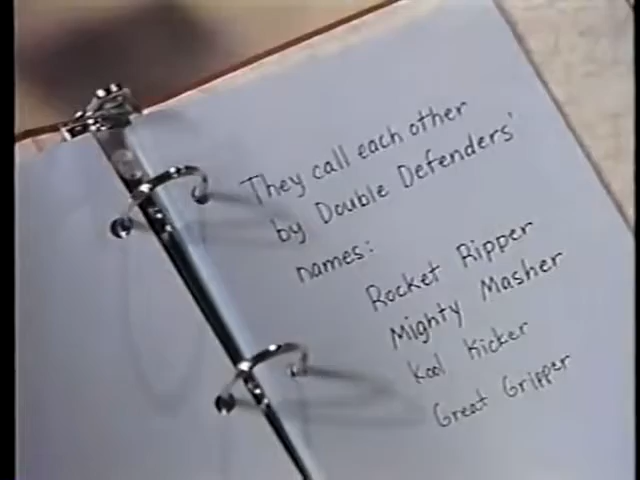 They call each other
by Double Defenders'
names:
Rocket Ripper
Mighty Masher
Kool Kicker
Great Gripper